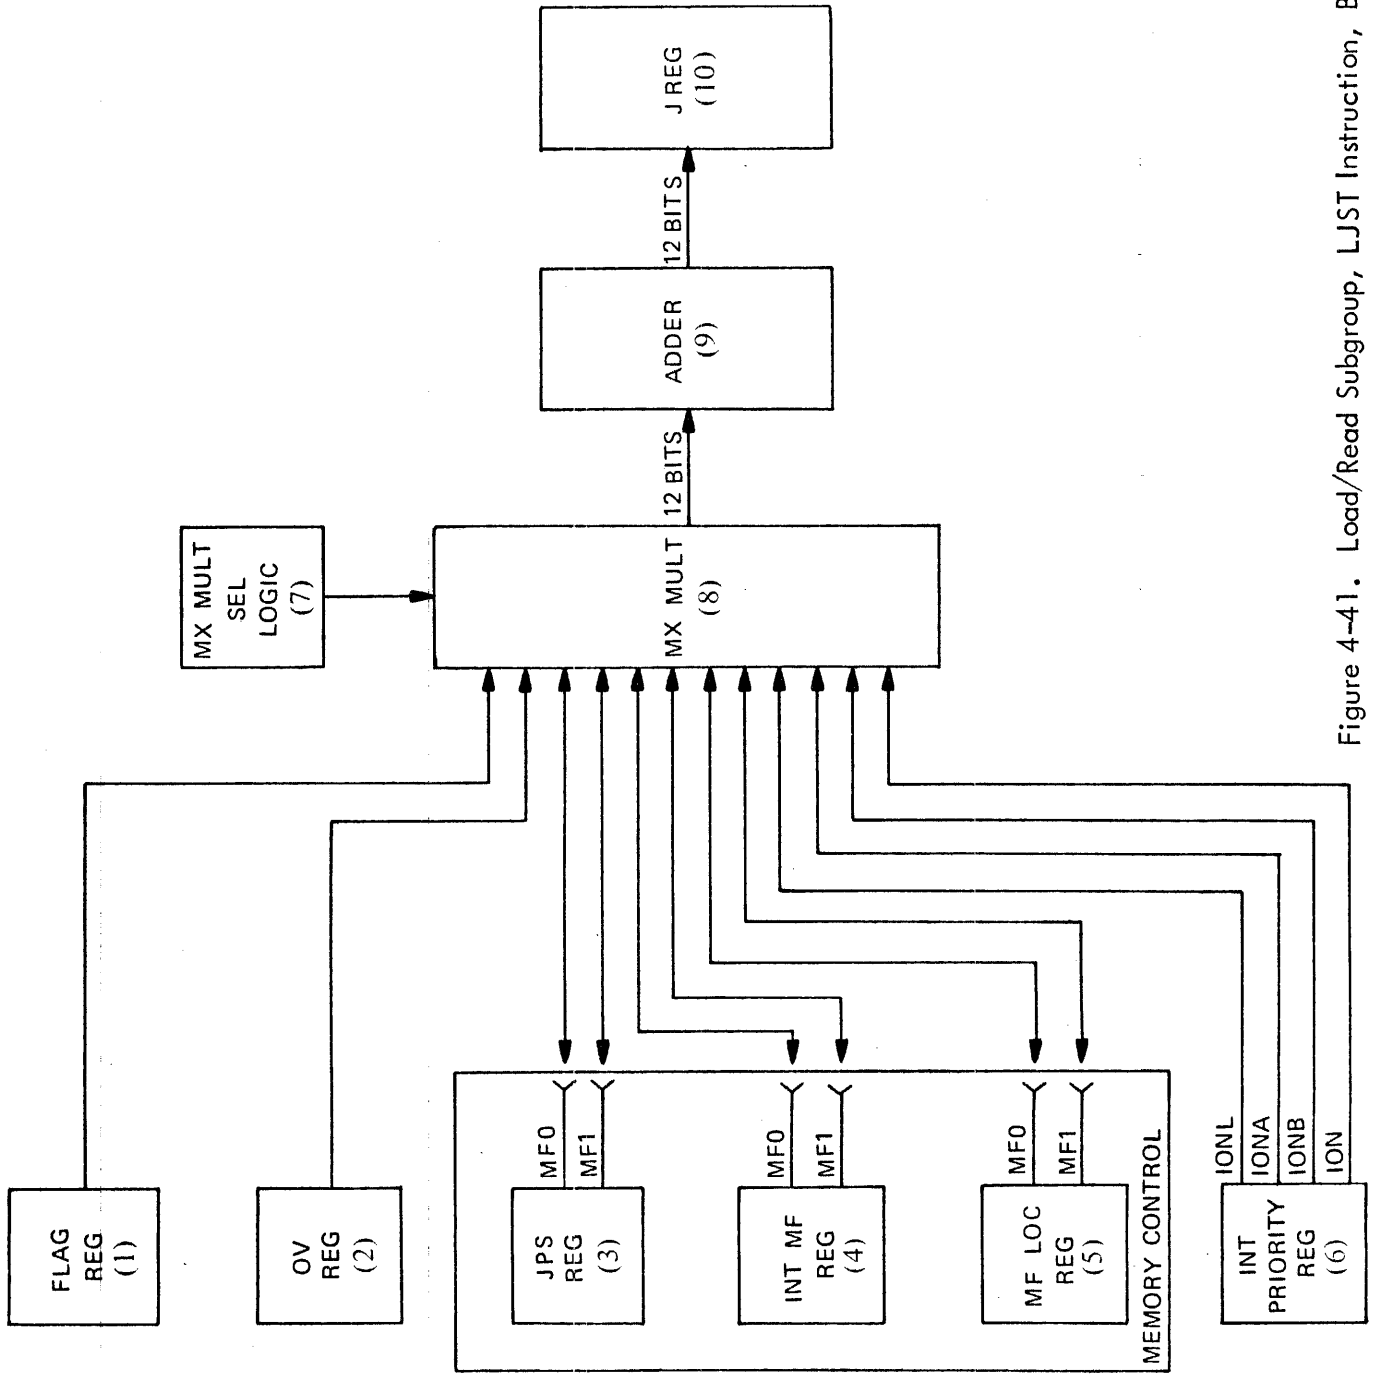 FLAG
REG
(1)
OV
REG
(2)
JPS
REG
(3)
MF0
MF1
INT MF
REG
(4)
MF0
MF1
MF LOC
REG
(5)
MF0
MF1
MEMORY CONTROL
INT
PRIORITY
REG
(6)
IONL
IONA
IONB
ION
MX MULT
SEL
LOGIC
(7)
MX MULT
(8)
12 BITS
ADDER
(9)
12 BITS
J REG
(10)
Figure 4-41. Load/Read Subgroup, LJST Instruction,